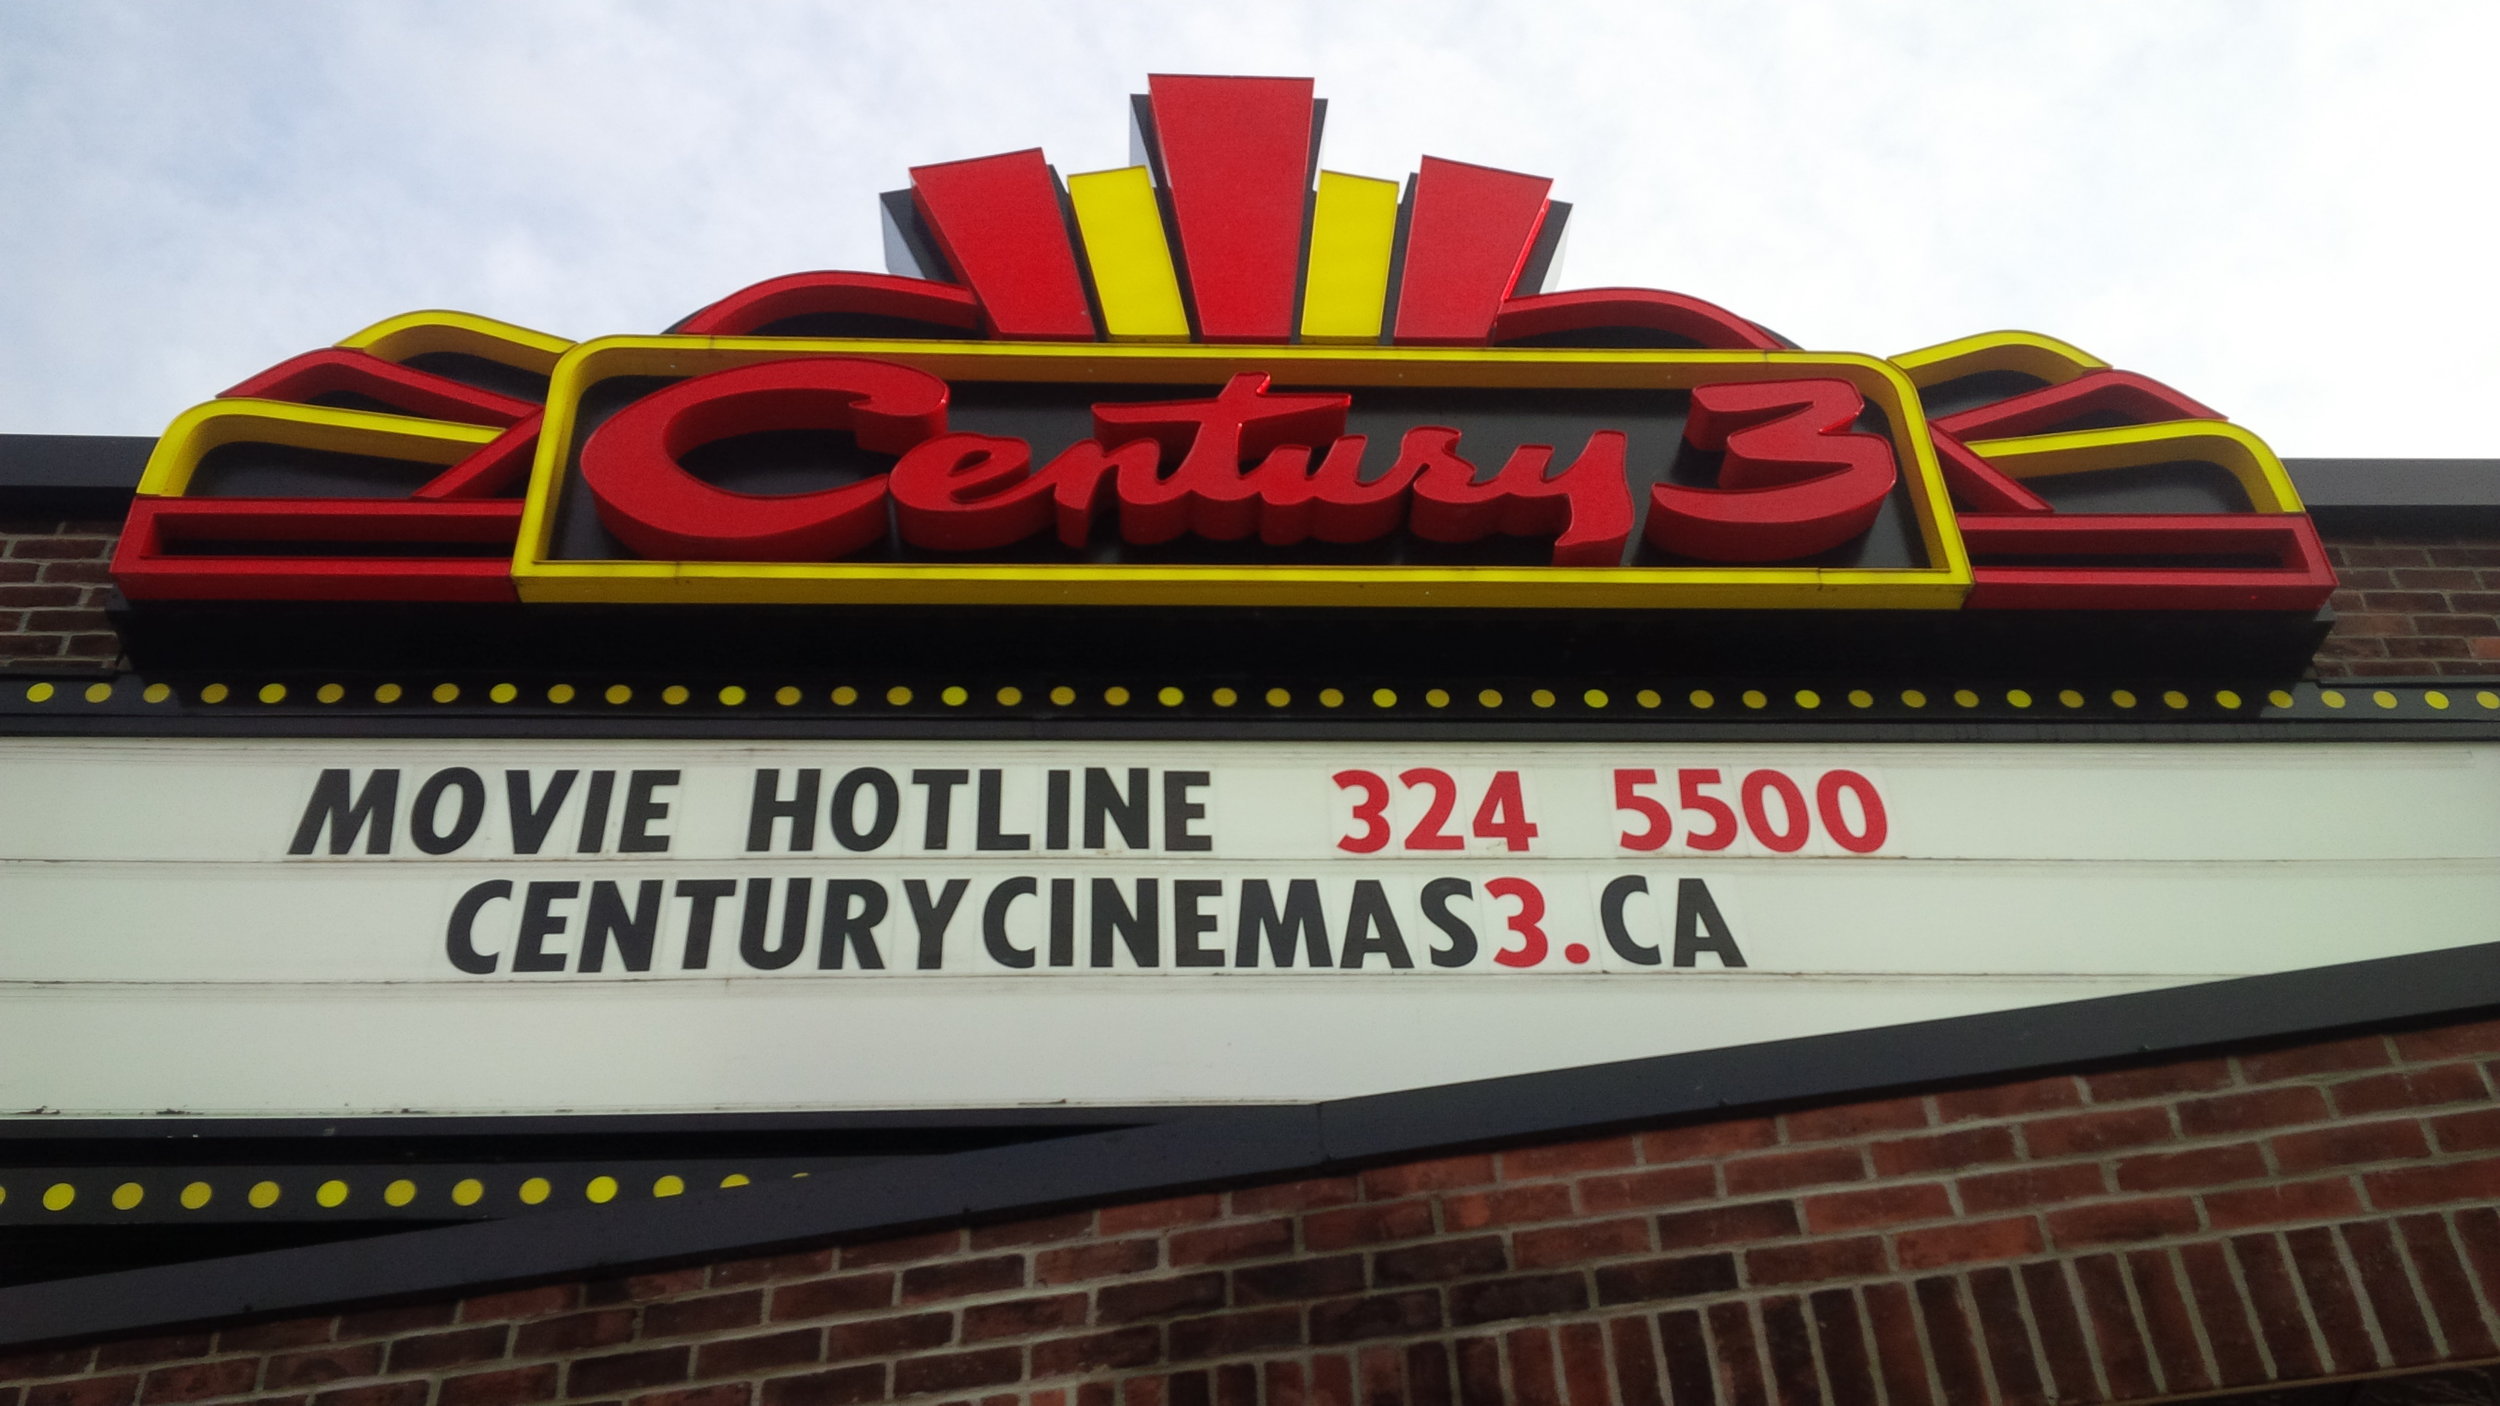 Century 3
MOVIE HOTLINE 324 5500
CENTURYCINEMAS3.CA